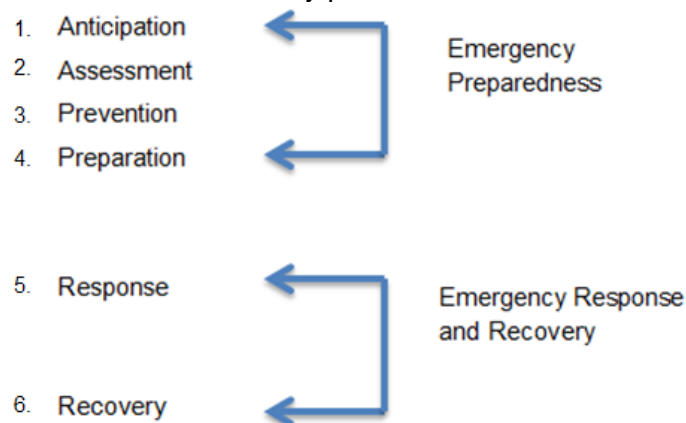 1. Anticipation
2. Assessment
3. Prevention
4. Preparation
Emergency
Preparedness
5. Response
6. Recovery
Emergency Response
and Recovery